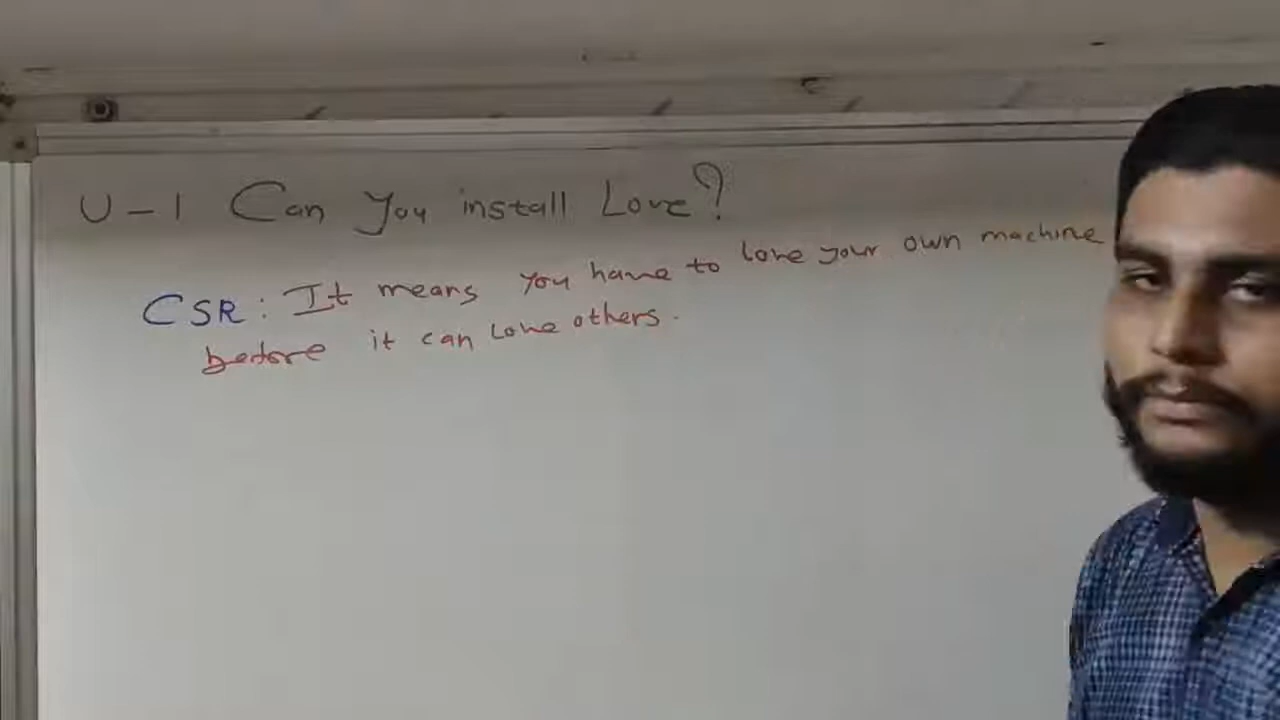 U-1 Can You install Love?
CSR: It means you have to love your own machine
before it can Love others.